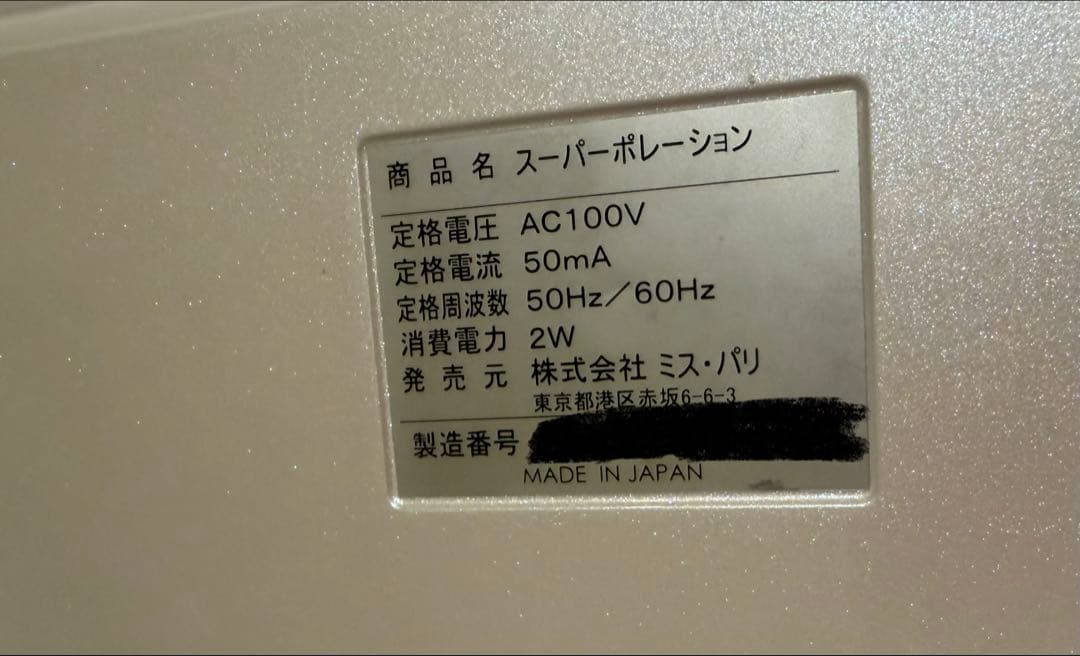 商品名 スーパーポレーション
定格電圧 AC100V
定格電流 50mA
定格周波数 50Hz/60Hz
消費電力 2W
発売元 株式会社 ミス・パリ
東京都港区赤坂6-6-3
製造番号
MADE IN JAPAN